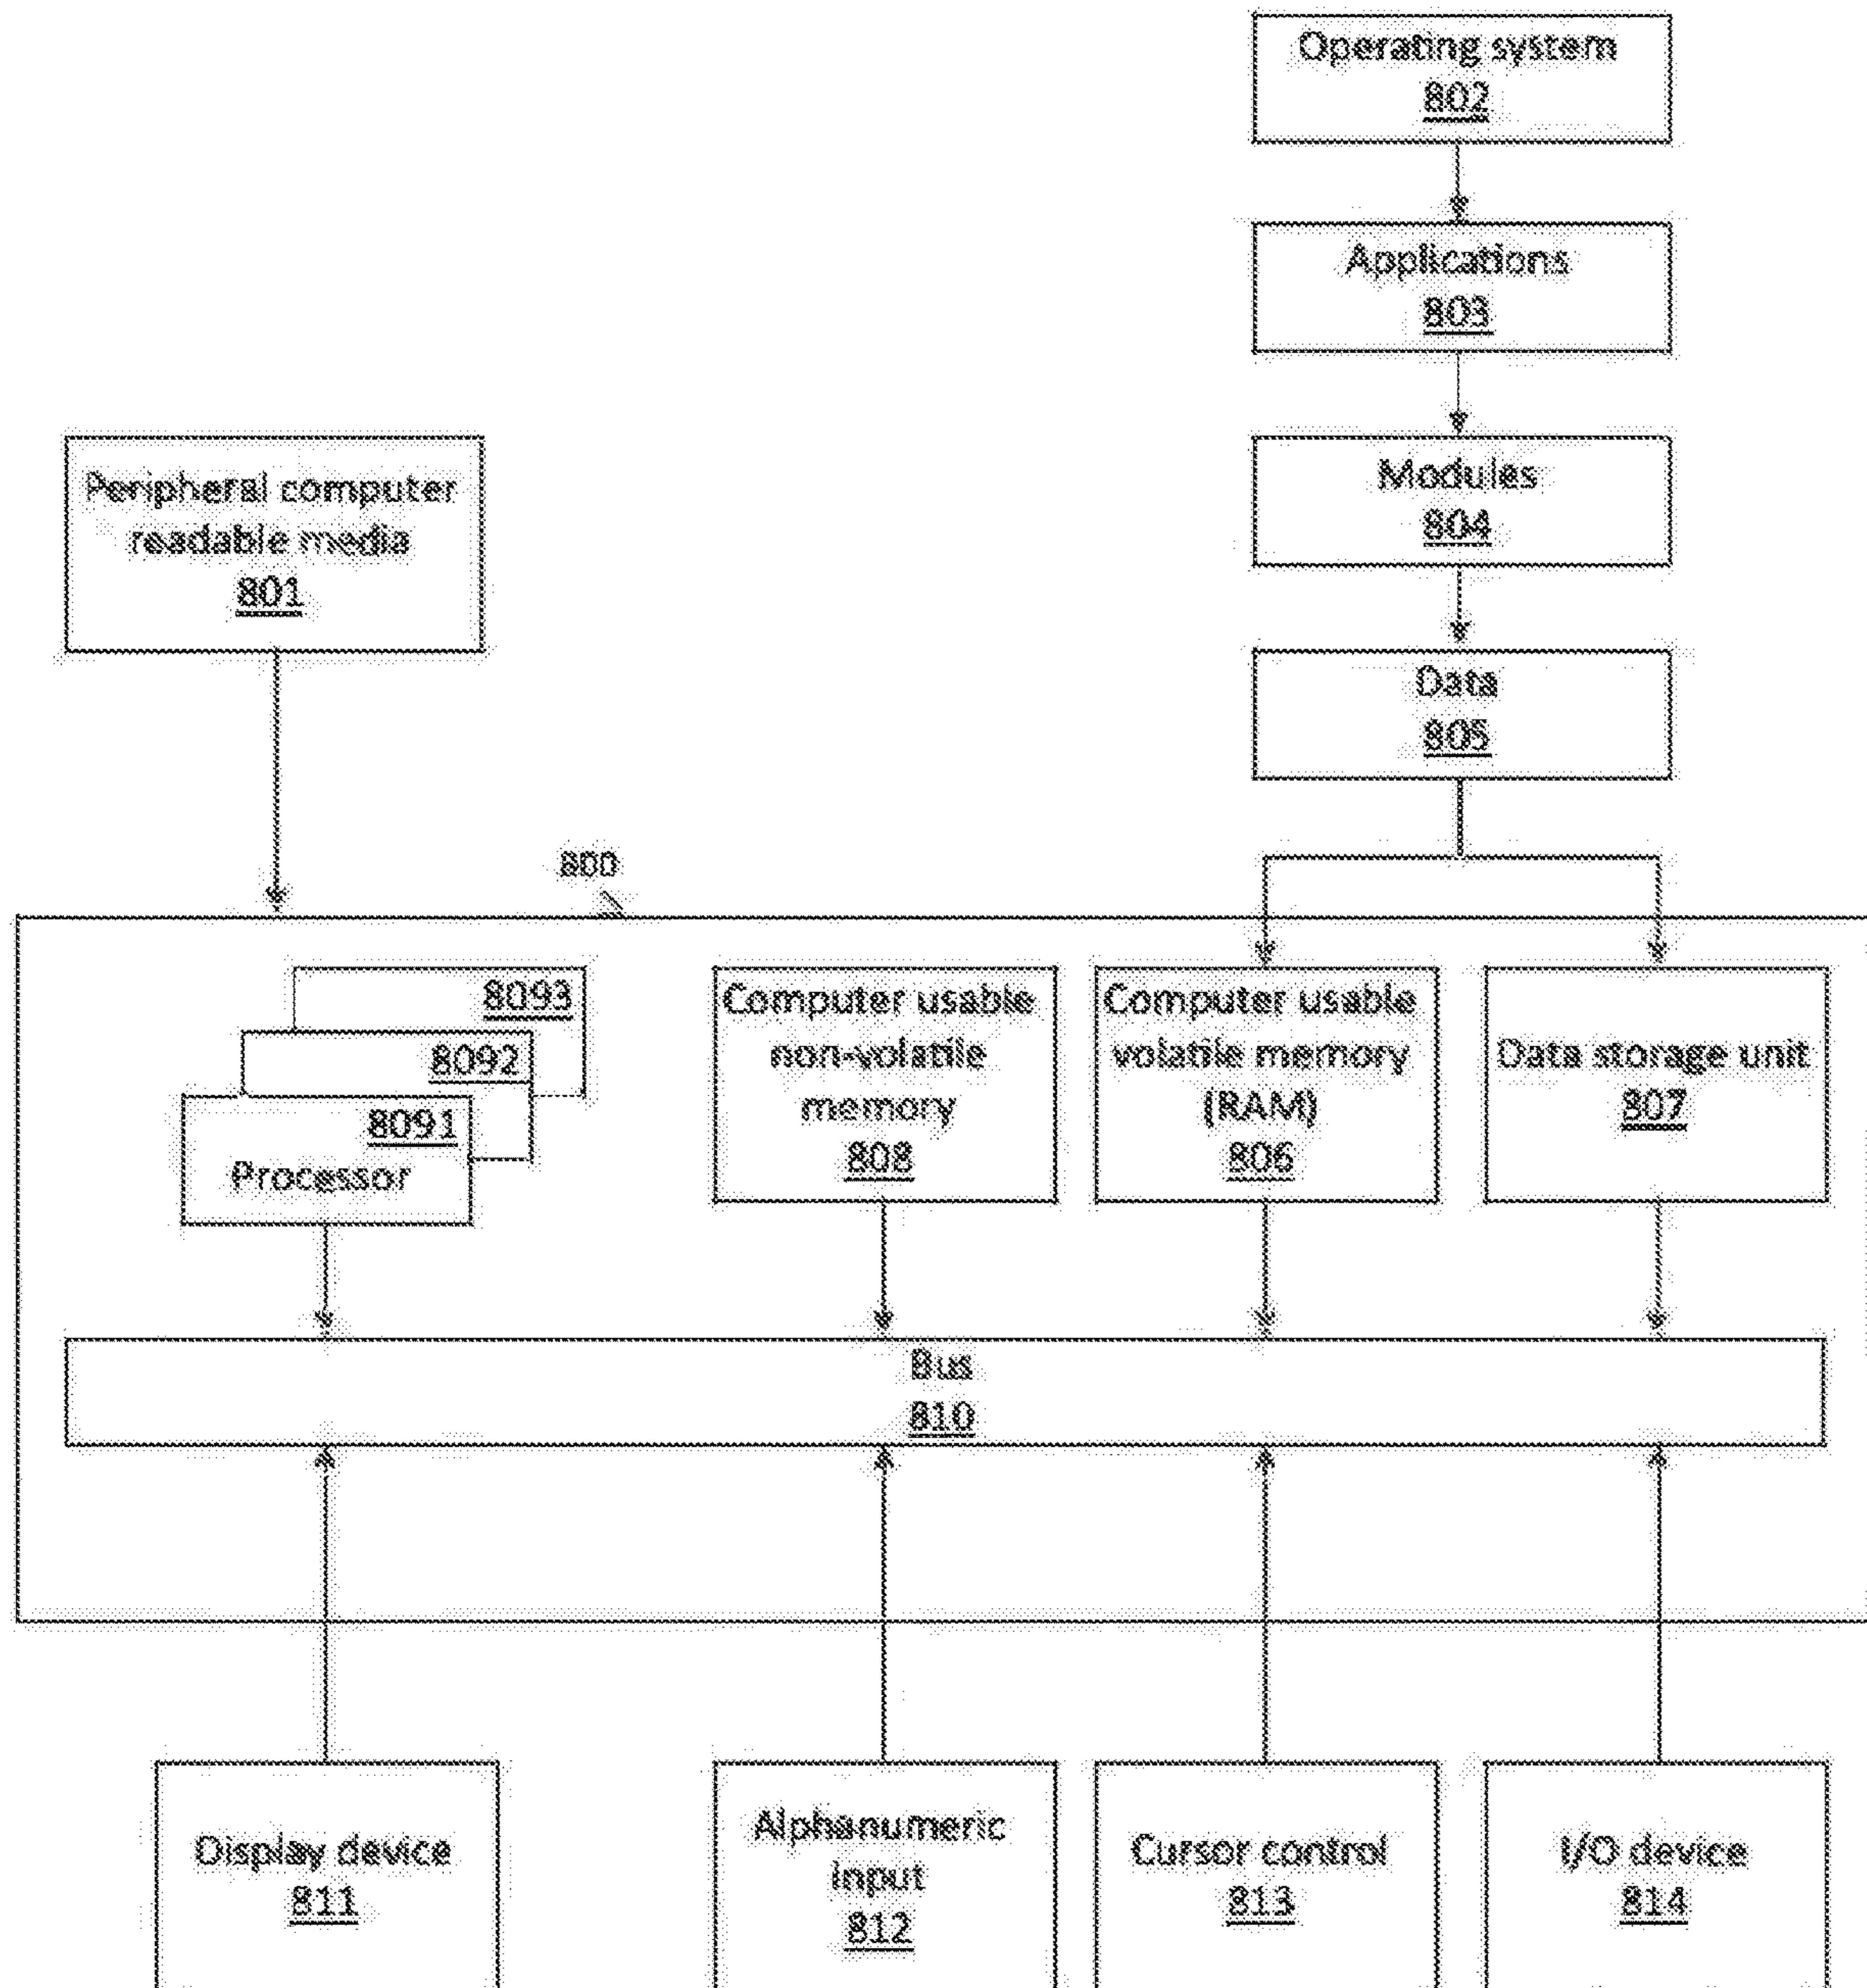 Operating system
802
Applications
803
Modules
804
Peripheral computer
readable media
801
Data
805
800
8093
8092
8091
Processor
Computer usable
non-volatile
memory
808
Computer usable
volatile memory
(RAM)
806
Data storage unit
807
Bus
810
Display device
811
Alphanumeric
input
812
Cursor control
813
I/O device
814